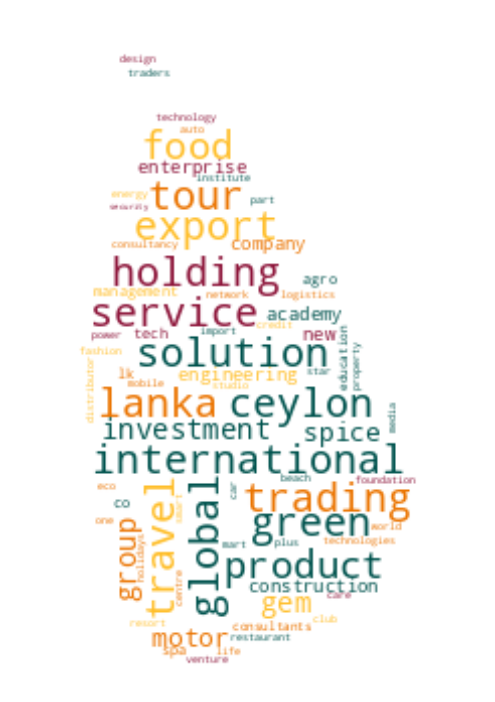 design
traders
technology
auto
food
enterprise
institute
energy tour part
security
export
consultancy company
holding
agro
management network logistics
service academy
credit
power tech import new
solution education
fashion star property
lk engineering
mobile studio
distributor
lanka ceylon
investment spice media
international
eco beach foundation
travel global car trading
co smart
one green world
group holidays mart plus technologies
product
centre construction
gem care
resort club
consultants
motor restaurant
spa life
venture